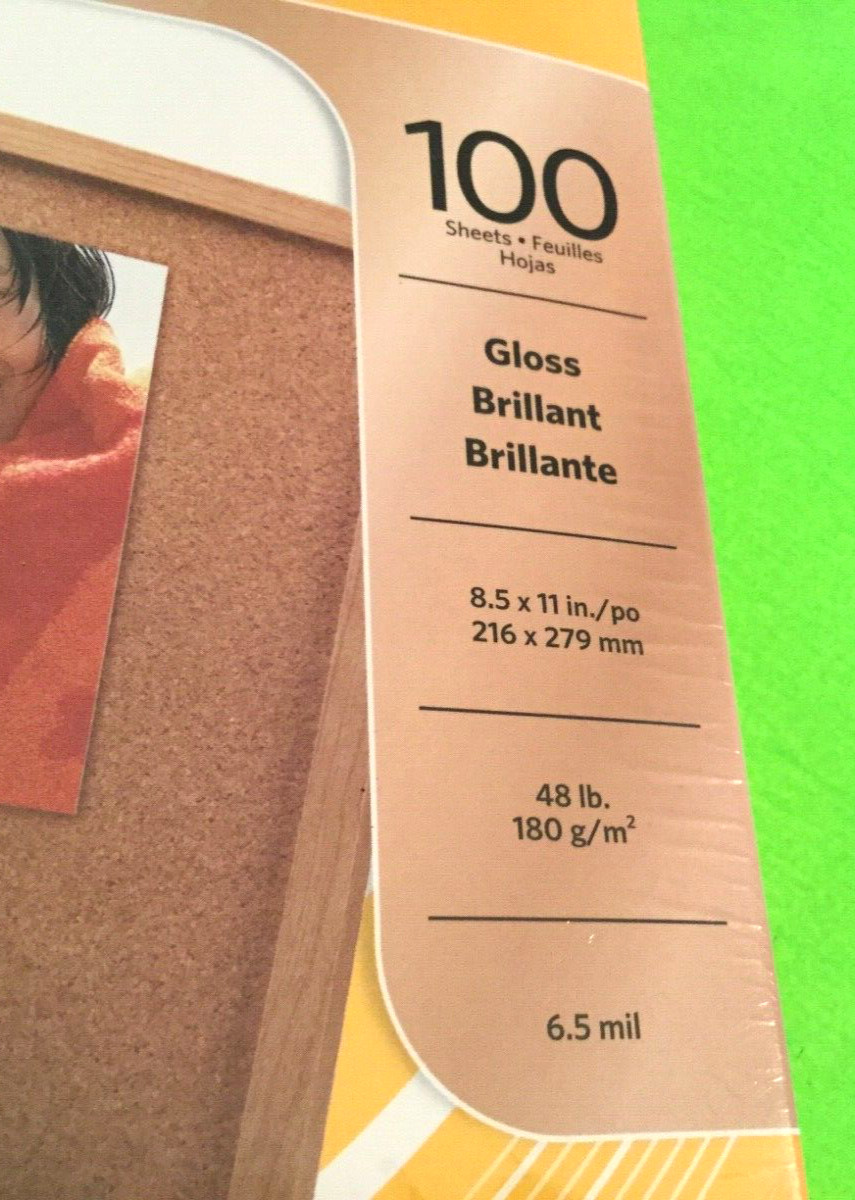 100
Sheets • Feuilles
Hojas
Gloss
Brillant
Brillante
8.5 x 11 in./po
216 x 279 mm
48 lb.
180 g/m²
6.5 mil